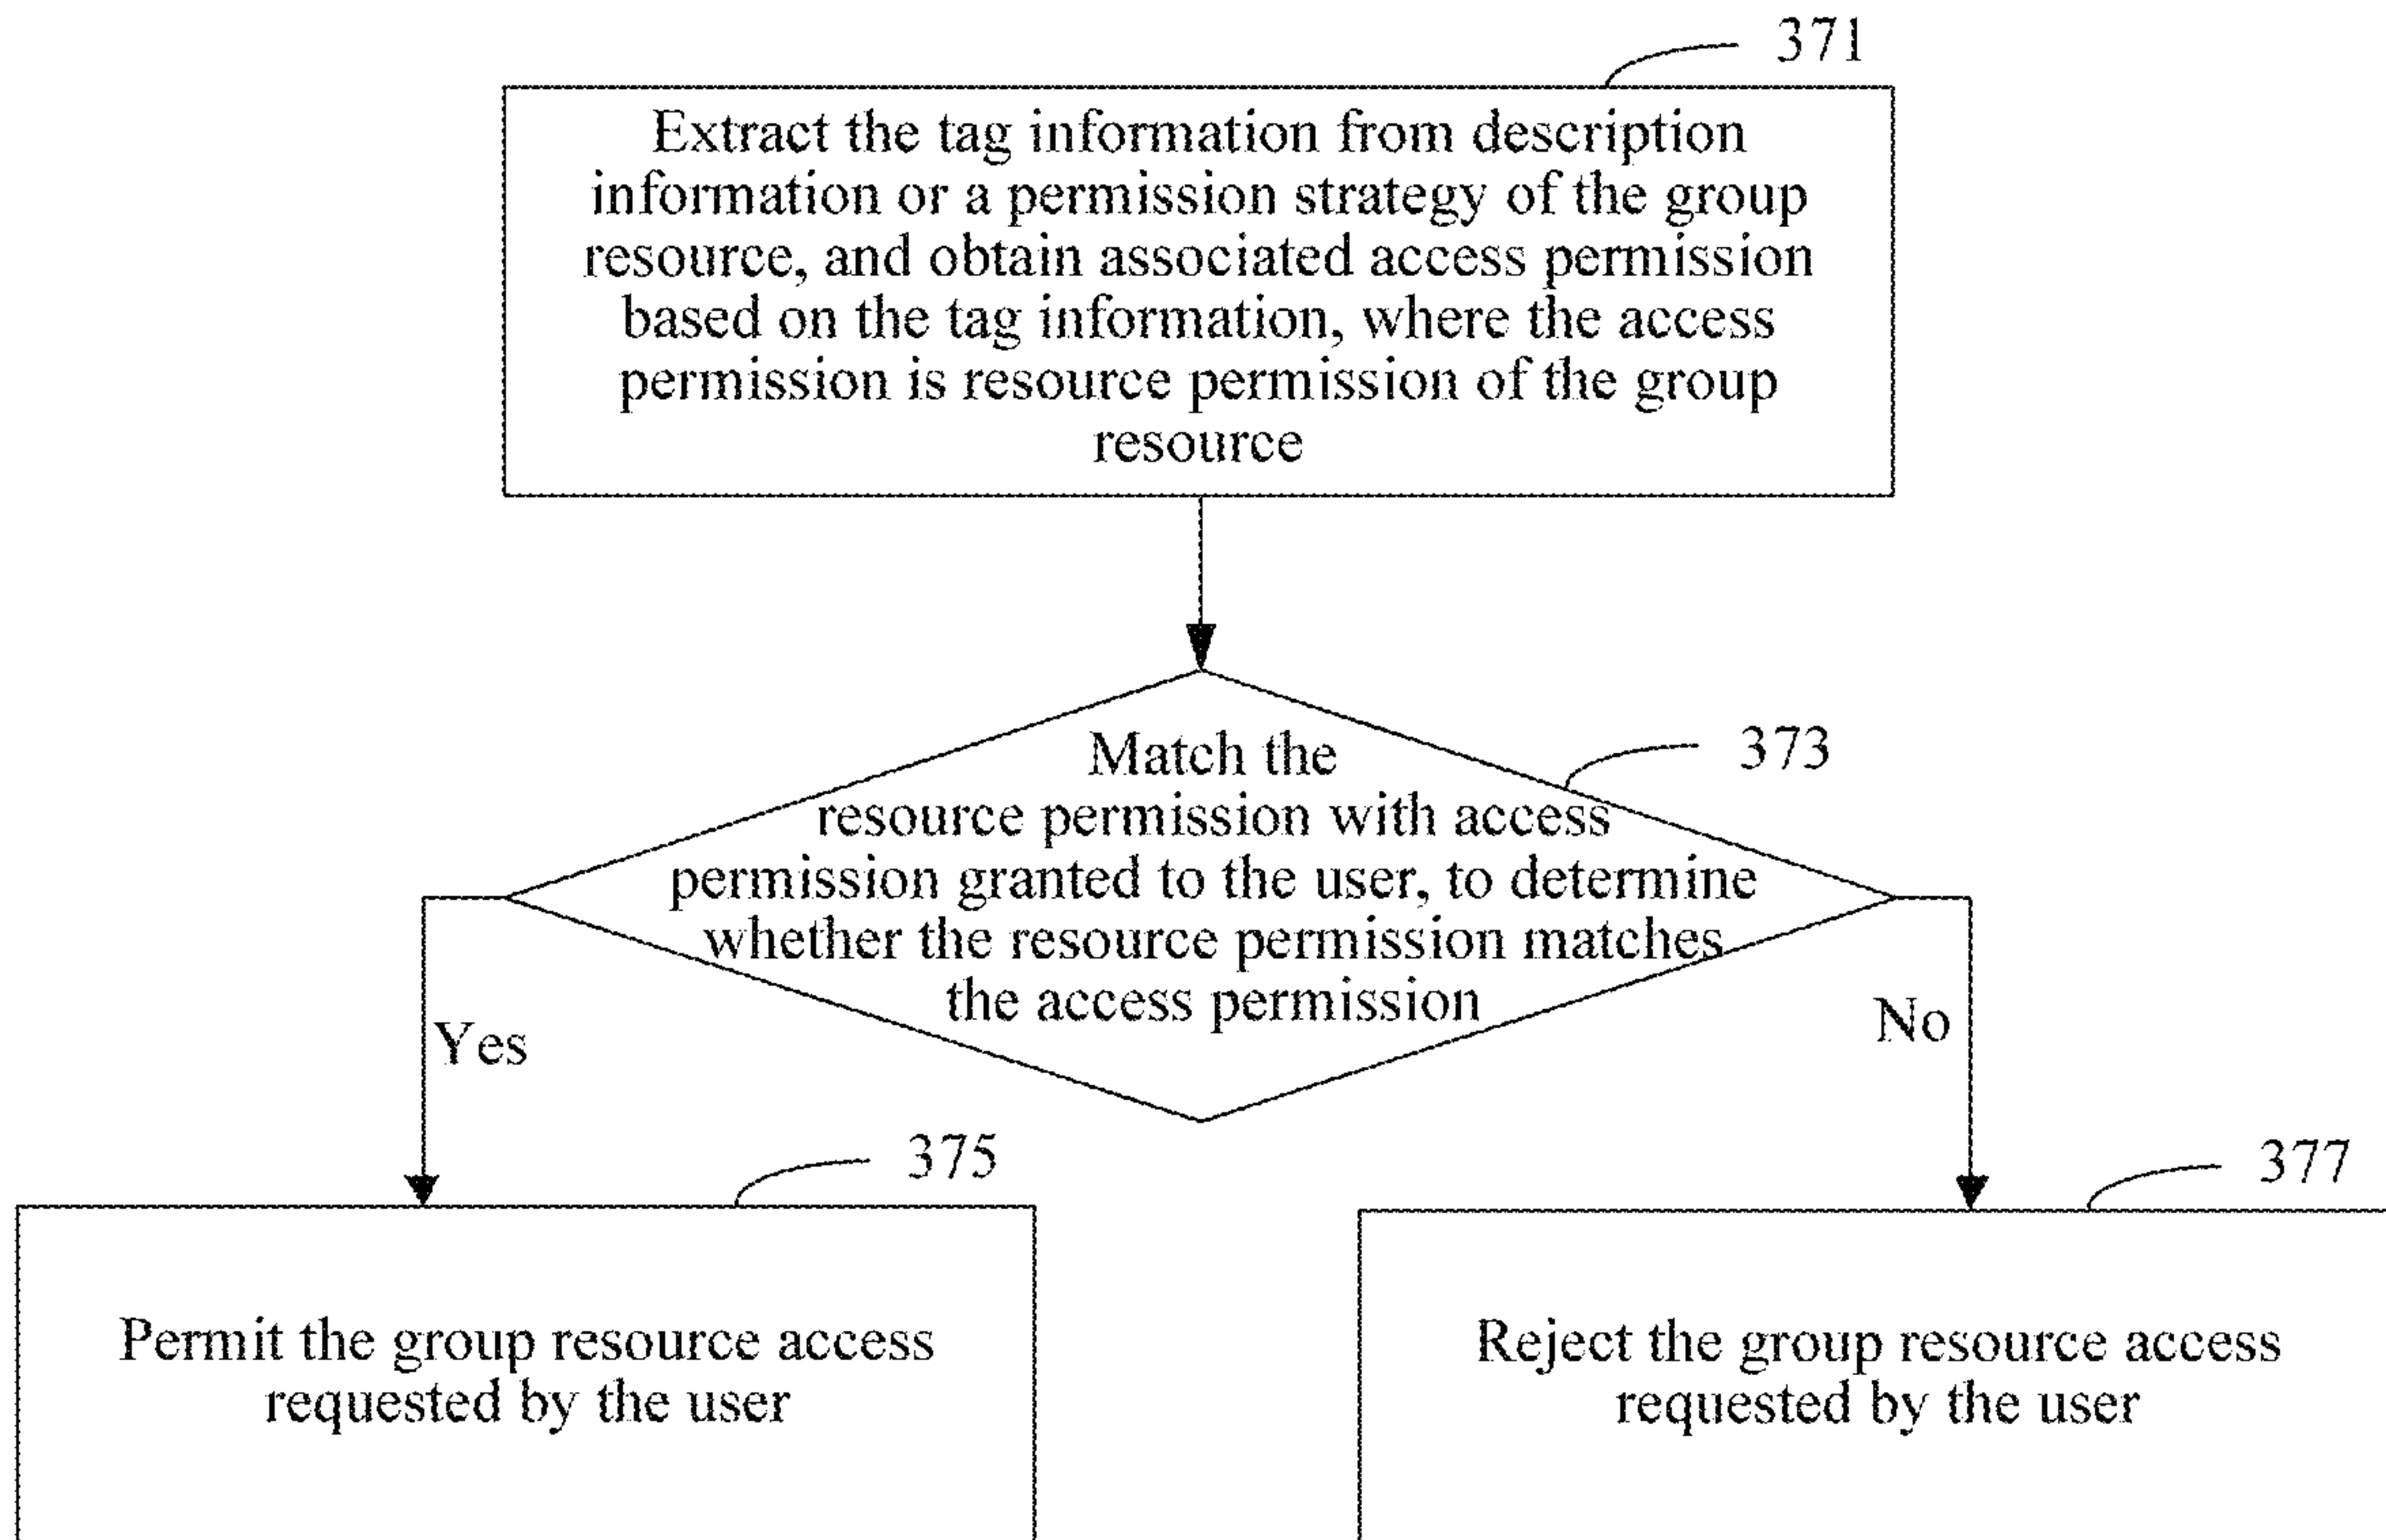 371
Extract the tag information from description
information or a permission strategy of the group
resource, and obtain associated access permission
based on the tag information, where the access
permission is resource permission of the group
resource
373
Match the
resource permission with access
permission granted to the user, to determine
whether the resource permission matches
the access permission
Yes
No
375
377
Permit the group resource access
requested by the user
Reject the group resource access
requested by the user